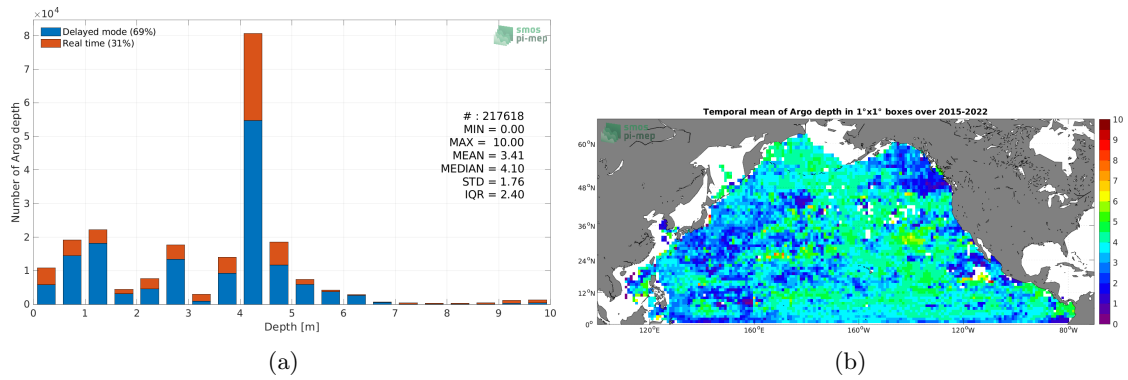 ×10⁴
Delayed mode (69%)
Real time (31%)
smos
pi-mep
# : 217618
MIN = 0.00
MAX = 10.00
MEAN = 3.41
MEDIAN = 4.10
STD = 1.76
IQR = 2.40
Number of Argo depth
8
7
6
5
4
3
2
1
0
0 1 2 3 4 5 6 7 8 9 10
Depth [m]
(a)
Temporal mean of Argo depth in 1°x1° boxes over 2015-2022
smos
pi-mep
60°N
48°N
36°N
24°N
12°N
0°
120°E 160°E 160°W 120°W 80°W
10
9
8
7
6
5
4
3
2
1
0
(b)